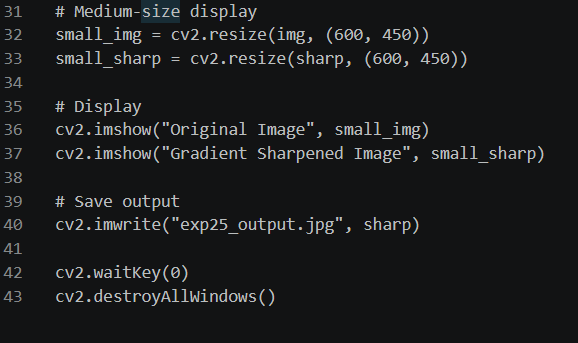 31 # Medium-size display
32 small_img = cv2.resize(img, (600, 450))
33 small_sharp = cv2.resize(sharp, (600, 450))
34
35 # Display
36 cv2.imshow("Original Image", small_img)
37 cv2.imshow("Gradient Sharpened Image", small_sharp)
38
39 # Save output
40 cv2.imwrite("exp25_output.jpg", sharp)
41
42 cv2.waitKey(0)
43 cv2.destroyAllWindows()